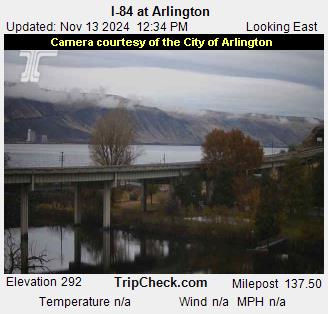 I-84 at Arlington
Updated: Nov 13 2024 12:34 PM Looking East
Camera courtesy of the City of Arlington
Elevation 292 TripCheck.com Milepost 137.50
Temperature n/a Wind n/a MPH n/a